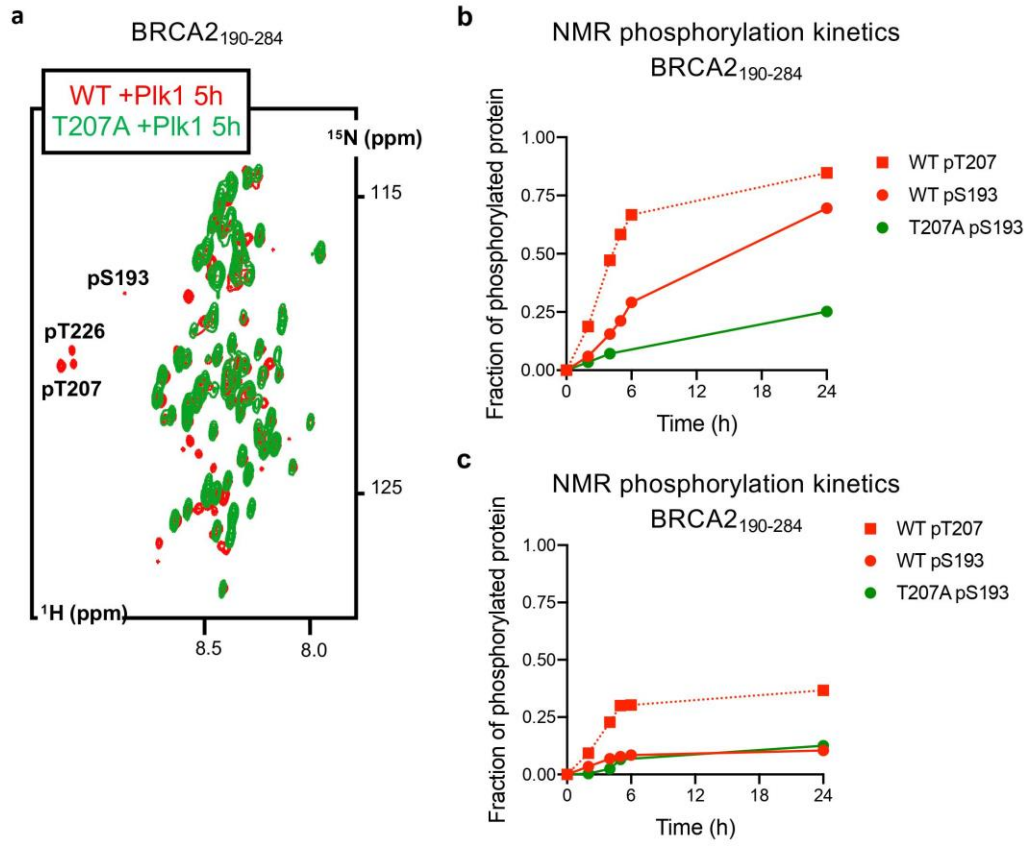 a
BRCA2190-284
WT +Plk1 5h
T207A +Plk1 5h
15N (ppm)
115
pS193
pT226
pT207
125
1H (ppm)
8.5
8.0
b
NMR phosphorylation kinetics
BRCA2190-284
Fraction of phosphorylated protein
1.00
0.75
0.50
0.25
0.00
0
6
12
18
24
Time (h)
WT pT207
WT pS193
T207A pS193
c
NMR phosphorylation kinetics
BRCA2190-284
Fraction of phosphorylated protein
1.00
0.75
0.50
0.25
0.00
0
6
12
18
24
Time (h)
WT pT207
WT pS193
T207A pS193